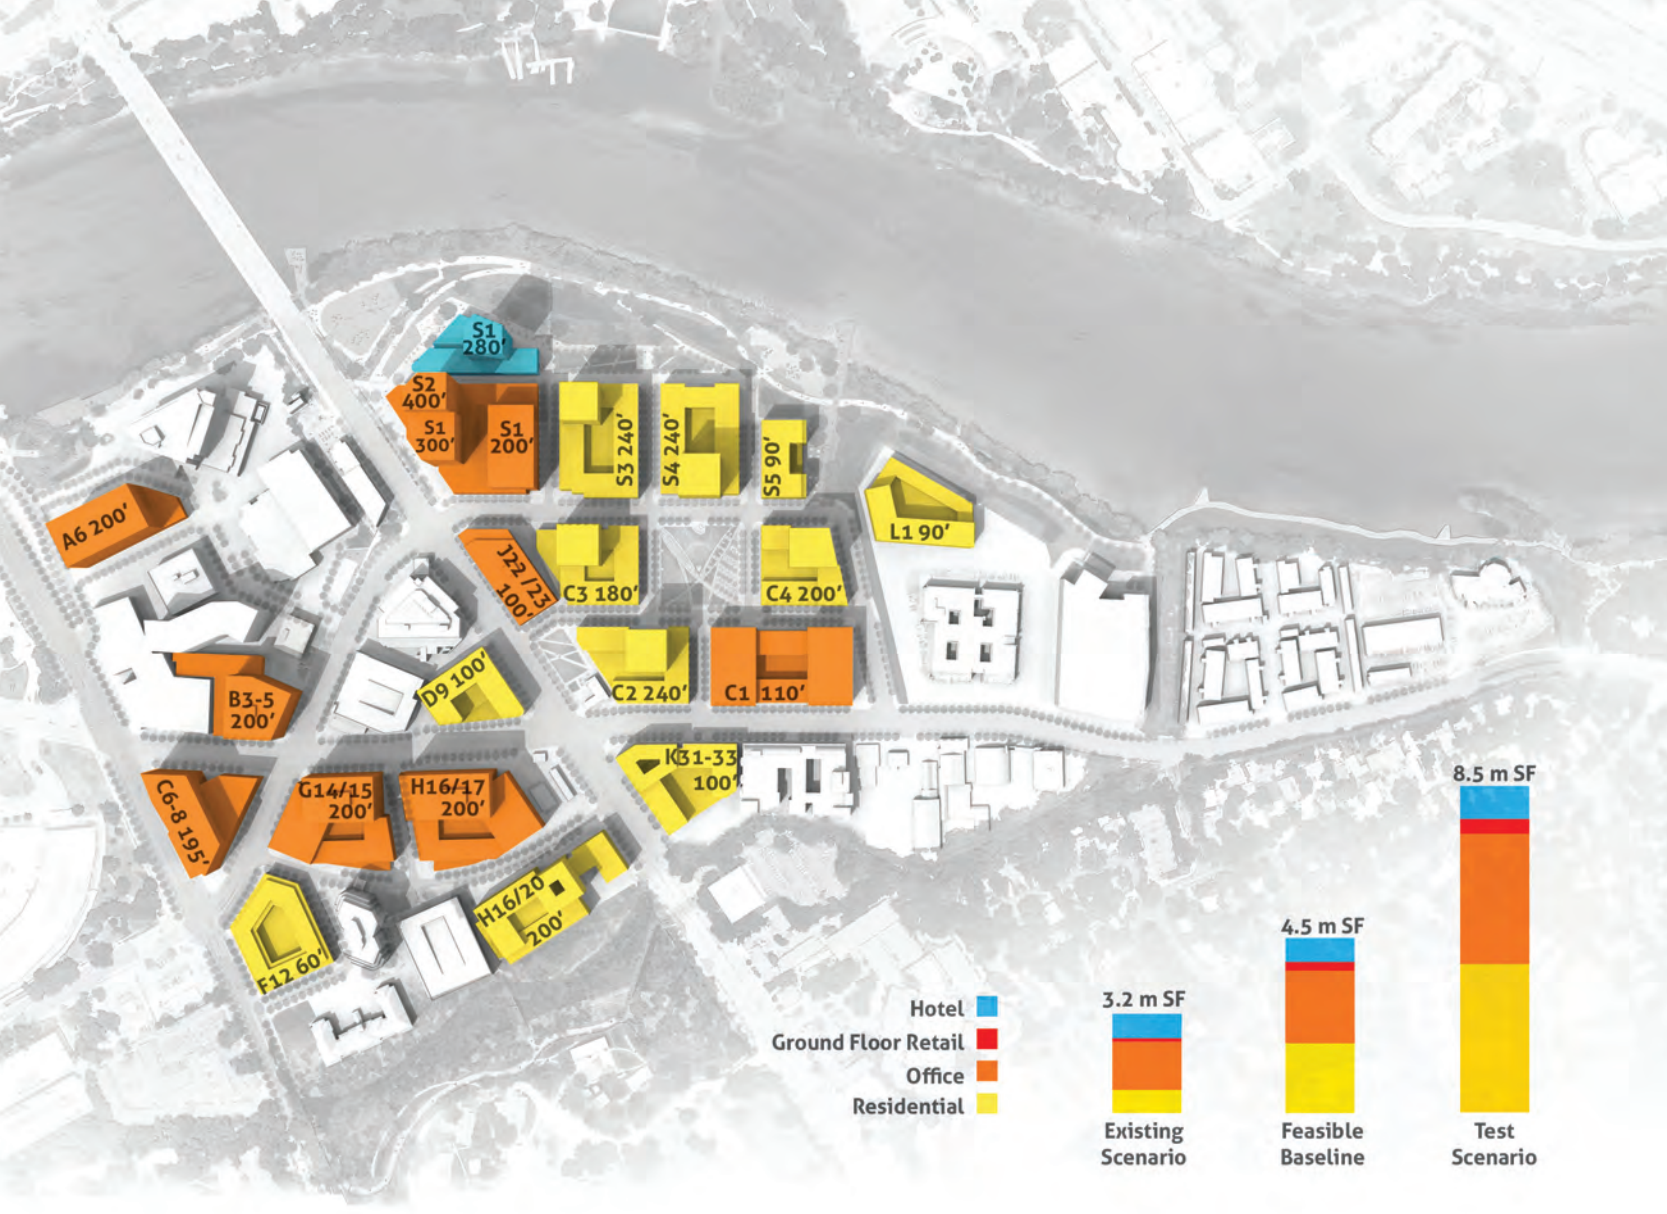 S1
280'
S2
400'
S1
300'
S1
200'
S3 240'
S4 240'
S5 90'
A6 200'
L1 90'
J22 /23
100'
C3 180'
C4 200'
D9 100'
C2 240'
C1 110'
B3-5
200'
K31-33
100'
C6-8 195'
G14/15
200'
H16/17
200'
H16/20
200'
F12 60'
Hotel
Ground Floor Retail
Office
Residential
3.2 m SF
Existing
Scenario
4.5 m SF
Feasible
Baseline
8.5 m SF
Test
Scenario